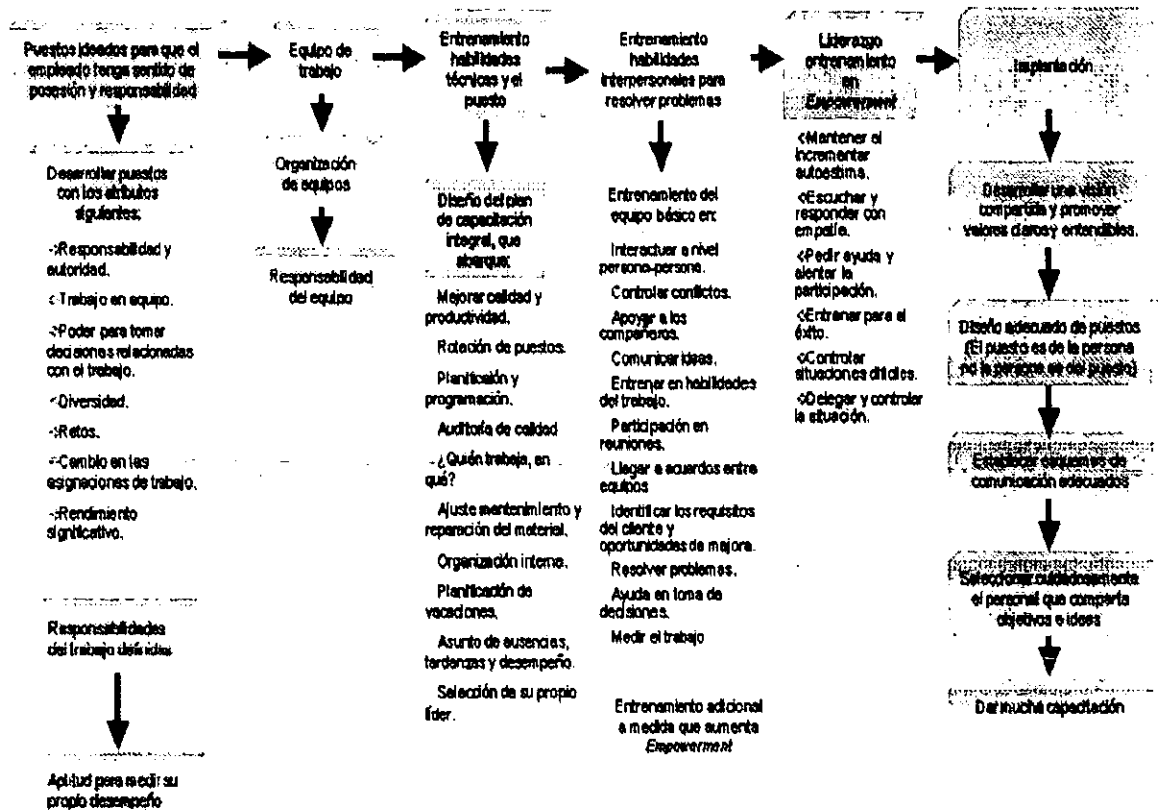 Puestos ideados para que el
empleado tenga sentido de
posesión y responsabilidad
Desarrollar puestos
con los atributos
siguientes:
Responsabilidad y
autoridad.
Trabajo en equipo.
Poder para tomar
decisiones relacionadas
con el trabajo.
Diversidad.
Retos.
Cambio en las
asignaciones de trabajo.
Rendimiento
significativo.
Responsabilidades
del trabajo definidas
Aptitud para medir su
propio desempeño
Equipo de
trabajo
Organización
de equipos
Responsabilidad
del equipo
Entrenamiento
habilidades
técnicas y el
puesto
Diseño del plan
de capacitación
integral, que
abarque:
Mejorar calidad y
productividad.
Rotación de puestos.
Planificación y
programación.
Auditoría de calidad
¿Quién trabaja, en
qué?
Ajuste mantenimiento y
reparación del material.
Organización interna.
Planificación de
vacaciones.
Asunto de ausencias,
tardanzas y desempeño.
Selección de su propio
líder.
Entrenamiento
habilidades
interpersonales para
resolver problemas
Entrenamiento del
equipo básico en:
Interactuar a nivel
persona-persona.
Controlar conflictos.
Apoyar a los
compañeros.
Comunicar ideas.
Entrenar en habilidades
del trabajo.
Participación en
reuniones.
Llegar a acuerdos entre
equipos
Identificar los requisitos
del cliente y
oportunidades de mejora.
Resolver problemas.
Ayuda en toma de
decisiones.
Medir el trabajo
Entrenamiento adicional
a medida que aumenta
Empowerment
Liderazgo
entrenamiento
en
Empowerment
Mantener el
incrementar
autoestima.
Escuchar y
responder con
empatía.
Pedir ayuda y
alentar la
participación.
Entrenar para el
éxito.
Controlar
situaciones difíciles.
Delegar y controlar
la situación.
Implantación
Desarrollar una visión
compartida y promover
valores claros y entendibles.
Diseño adecuado de puestos
(El puesto es de la persona
no la persona es del puesto)
Establecer esquemas de
comunicación adecuados
Seleccionar cuidadosamente
el personal que comparta
objetivos e ideas
Dar mucha capacitación